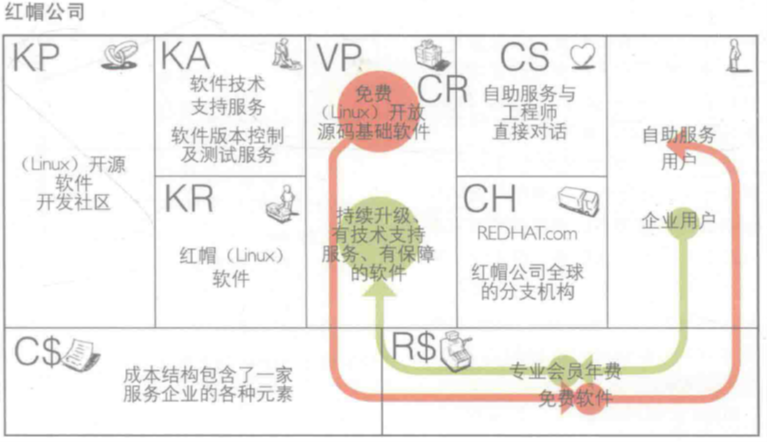 红帽公司
KP
（Linux）开源
软件
开发社区
KA
软件技术
支持服务
软件版本控制
及测试服务
KR
红帽（Linux）
软件
VP
免费
（Linux）开放
源码基础软件
持续升级、
有技术支持
服务、有保障
的软件
CR
CS
自助服务与
工程师
直接对话
CH
REDHAT.com
红帽公司全球
的分支机构
自助服务
用户
企业用户
C$
成本结构包含了一家
服务企业的各种元素
R$
专业会员年费
免费软件